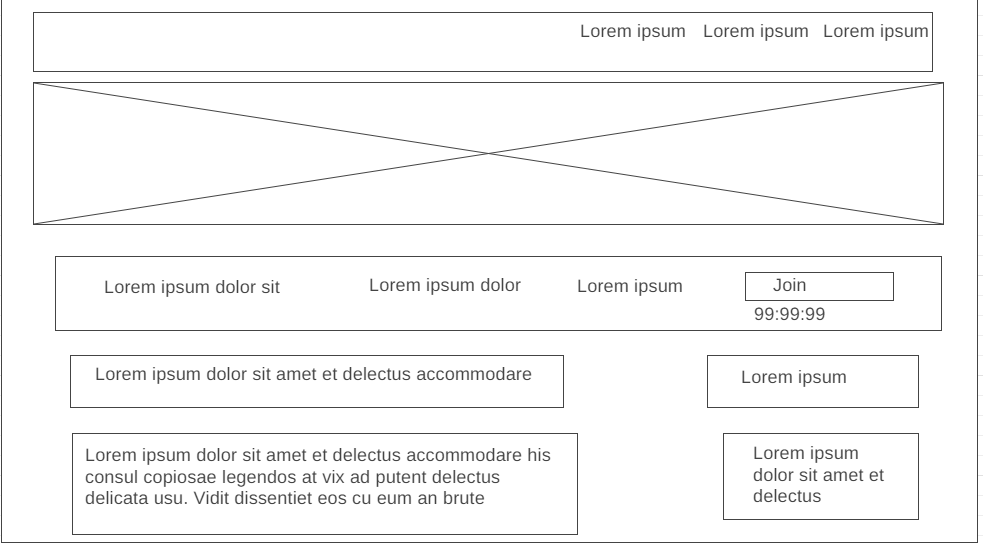 Lorem ipsum Lorem ipsum Lorem ipsum
Lorem ipsum dolor sit Lorem ipsum dolor Lorem ipsum Join
99:99:99
Lorem ipsum dolor sit amet et delectus accommodare
Lorem ipsum
Lorem ipsum dolor sit amet et delectus accommodare his
consul copiosae legendos at vix ad putent delectus
delicata usu. Vidit dissentiet eos cu eum an brute
Lorem ipsum
dolor sit amet et
delectus